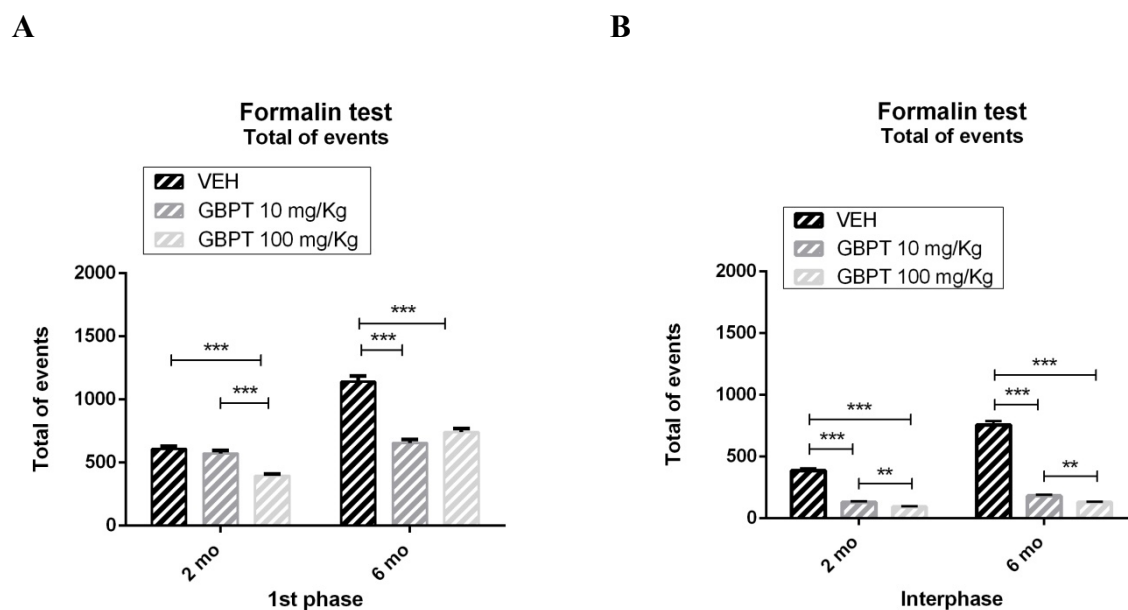 A
Formalin test
Total of events
VEH
GBPT 10 mg/Kg
GBPT 100 mg/Kg
2000
1500
1000
500
0
Total of events
***
***
***
***
2 mo
6 mo
1st phase
B
Formalin test
Total of events
VEH
GBPT 10 mg/Kg
GBPT 100 mg/Kg
2000
1500
1000
500
0
Total of events
***
***
**
***
***
**
2 mo
6 mo
Interphase